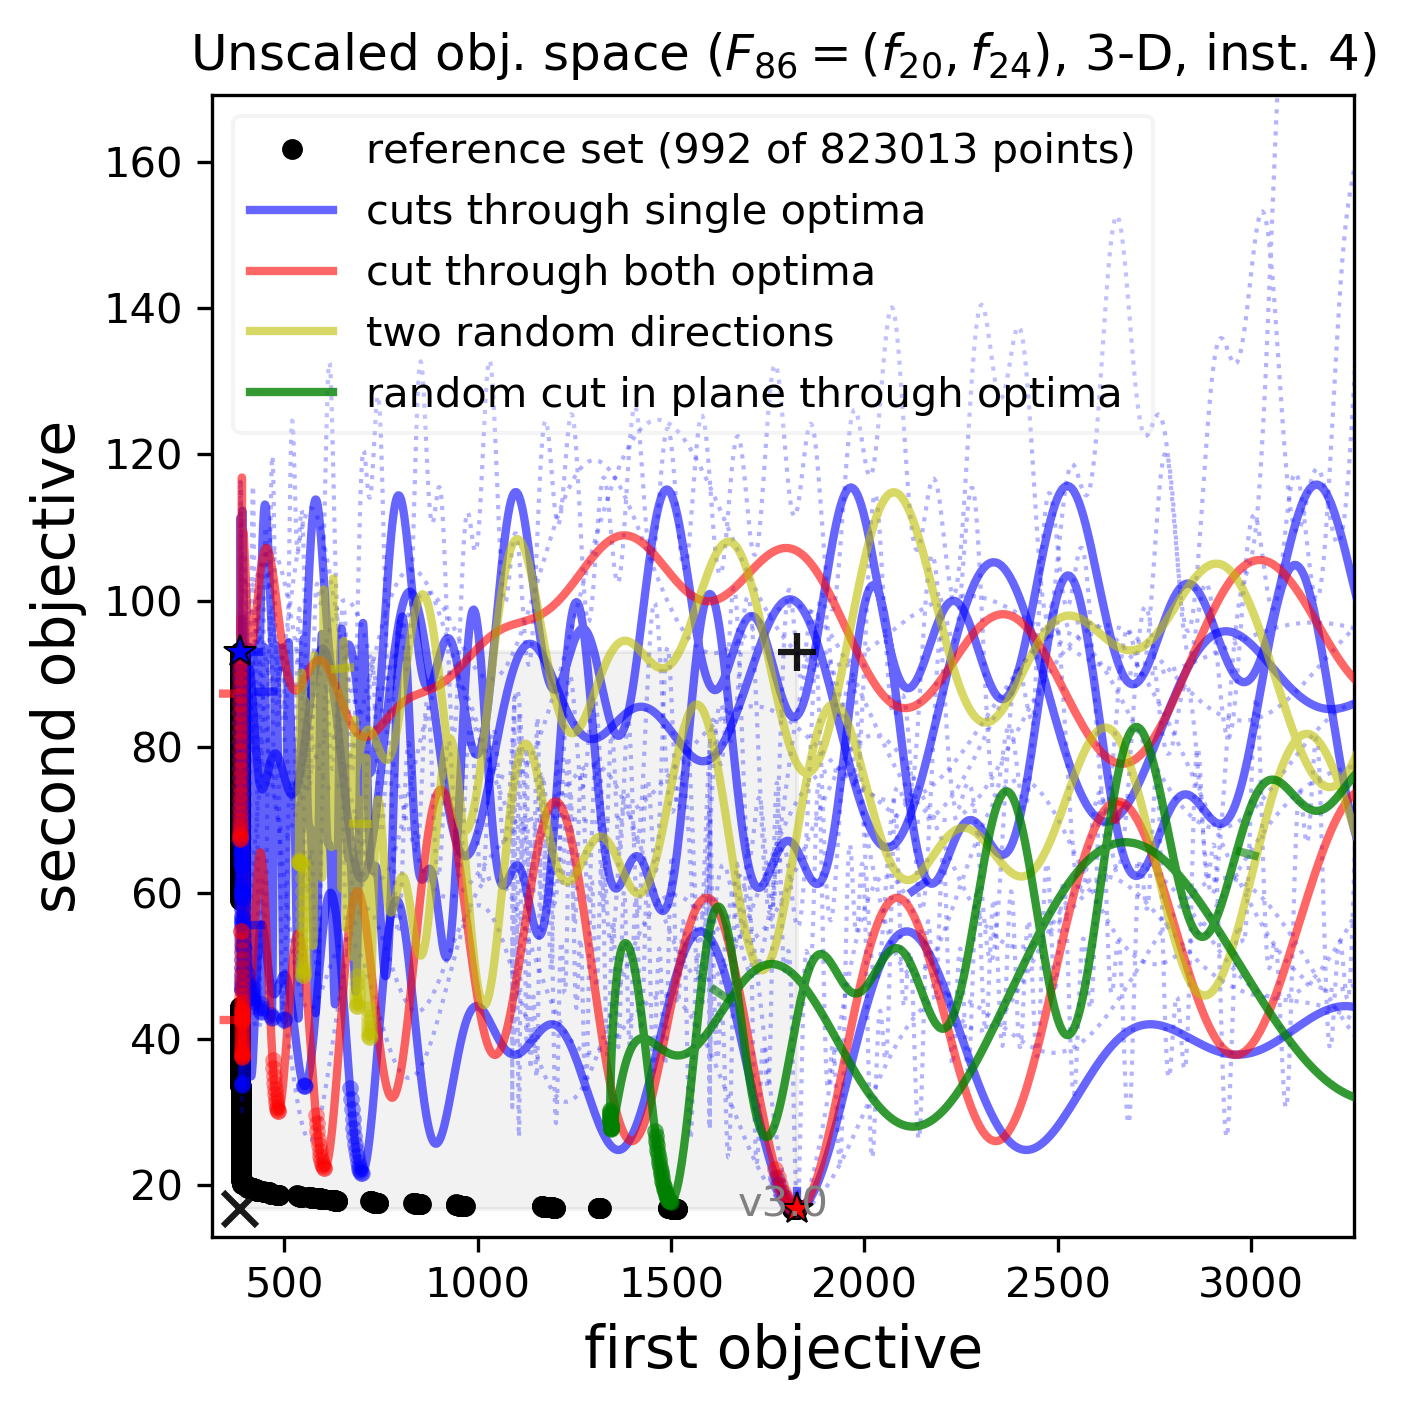 Unscaled obj. space (F₈₆ = (f₂₀, f₂₄), 3-D, inst. 4)
reference set (992 of 823013 points)
cuts through single optima
cut through both optima
two random directions
random cut in plane through optima
160
140
120
100
80
60
40
20
second objective
v3.0
500 1000 1500 2000 2500 3000
first objective